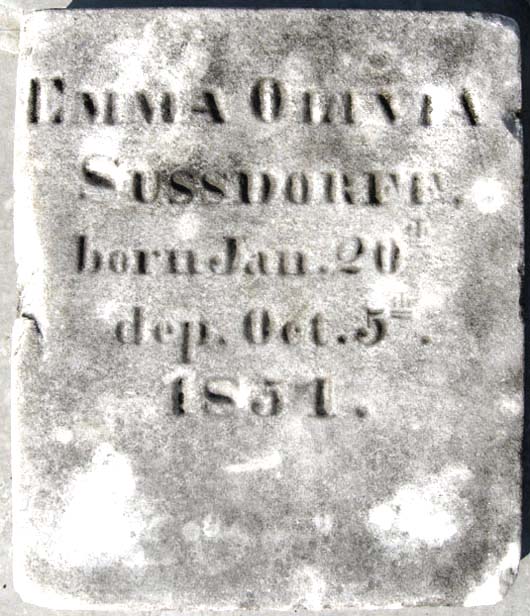 EMMA OLIVIA
SUSSDORFF.
born Jan. 20th
dep. Oct. 5th.
1851.